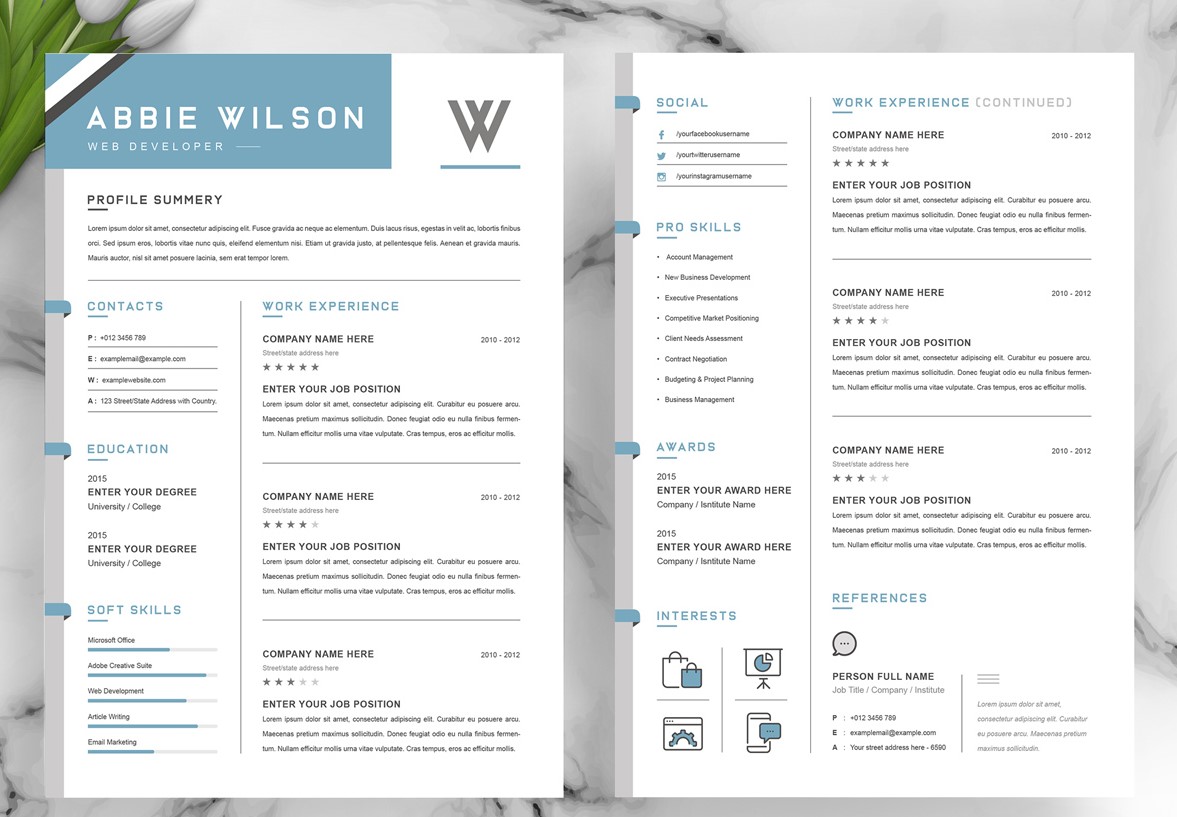 ABBIE WILSON
WEB DEVELOPER
W
PROFILE SUMMERY
Lorem ipsum dolor sit amet, consectetur adipiscing elit. Fusce gravida ac neque ac elementum. Duis lacus risus, egestas in velit ac, lobortis finibus
orci. Sed ipsum eros, lobortis vitae nunc quis, eleifend elementum nisi. Etiam ut gravida justo, at pellentesque felis. Aenean et gravida mauris.
Mauris auctor, nisl sit amet posuere lacinia, sem erat tempor lorem.
CONTACTS
P : +012 3456 789
E : examplemail@example.com
W : examplewebsite.com
A : 123 Street/State Address with Country.
EDUCATION
2015
ENTER YOUR DEGREE
University / College
2015
ENTER YOUR DEGREE
University / College
SOFT SKILLS
Microsoft Office
Adobe Creative Suite
Web Development
Article Writing
Email Marketing
WORK EXPERIENCE
COMPANY NAME HERE 2010 - 2012
Street/state address here
★ ★ ★ ★ ★
ENTER YOUR JOB POSITION
Lorem ipsum dolor sit amet, consectetur adipiscing elit. Curabitur eu posuere.
Maecenas pretium maximus sollicitudin. Donec feugiat odio eu nulla finibus fermen-
tum. Nullam efficitur mollis urna vitae vulputate. Cras tempus, eros ac efficitur mollis.
COMPANY NAME HERE 2010 - 2012
Street/state address here
★ ★ ★ ★ ★
ENTER YOUR JOB POSITION
Lorem ipsum dolor sit amet, consectetur adipiscing elit. Curabitur eu posuere.
Maecenas pretium maximus sollicitudin. Donec feugiat odio eu nulla finibus fermen-
tum. Nullam efficitur mollis urna vitae vulputate. Cras tempus, eros ac efficitur mollis.
COMPANY NAME HERE 2010 - 2012
Street/state address here
★ ★ ★ ★ ★
ENTER YOUR JOB POSITION
Lorem ipsum dolor sit amet, consectetur adipiscing elit. Curabitur eu posuere.
Maecenas pretium maximus sollicitudin. Donec feugiat odio eu nulla finibus fermen-
tum. Nullam efficitur mollis urna vitae vulputate. Cras tempus, eros ac efficitur mollis.
SOCIAL
/yourfacebookusername
/yourtwitterusername
/yourinstagramusername
PRO SKILLS
• Account Management
• New Business Development
• Executive Presentations
• Competitive Market Positioning
• Client Needs Assessment
• Contract Negotiation
• Budgeting & Project Planning
• Business Management
AWARDS
2015
ENTER YOUR AWARD HERE
Company / Isntitute Name
2015
ENTER YOUR AWARD HERE
Company / Isntitute Name
INTERESTS
WORK EXPERIENCE (CONTINUED)
COMPANY NAME HERE 2010 - 2012
Street/state address here
★ ★ ★ ★ ★
ENTER YOUR JOB POSITION
Lorem ipsum dolor sit amet, consectetur adipiscing elit. Curabitur eu posuere.
Maecenas pretium maximus sollicitudin. Donec feugiat odio eu nulla finibus fermen-
tum. Nullam efficitur mollis urna vitae vulputate. Cras tempus, eros ac efficitur mollis.
COMPANY NAME HERE 2010 - 2012
Street/state address here
★ ★ ★ ★ ★
ENTER YOUR JOB POSITION
Lorem ipsum dolor sit amet, consectetur adipiscing elit. Curabitur eu posuere.
Maecenas pretium maximus sollicitudin. Donec feugiat odio eu nulla finibus fermen-
tum. Nullam efficitur mollis urna vitae vulputate. Cras tempus, eros ac efficitur mollis.
COMPANY NAME HERE 2010 - 2012
Street/state address here
★ ★ ★ ★ ★
ENTER YOUR JOB POSITION
Lorem ipsum dolor sit amet, consectetur adipiscing elit. Curabitur eu posuere.
Maecenas pretium maximus sollicitudin. Donec feugiat odio eu nulla finibus fermen-
tum. Nullam efficitur mollis urna vitae vulputate. Cras tempus, eros ac efficitur mollis.
REFERENCES
PERSON FULL NAME
Job Title / Company / Institute
P : +012 3456 789
E : examplemail@example.com
A : Your street address here - 6590
Lorem ipsum dolor sit amet,
consectetur adipiscing elit. Curabitur
eu posuere. Maecenas pretium
maximus sollicitudin.